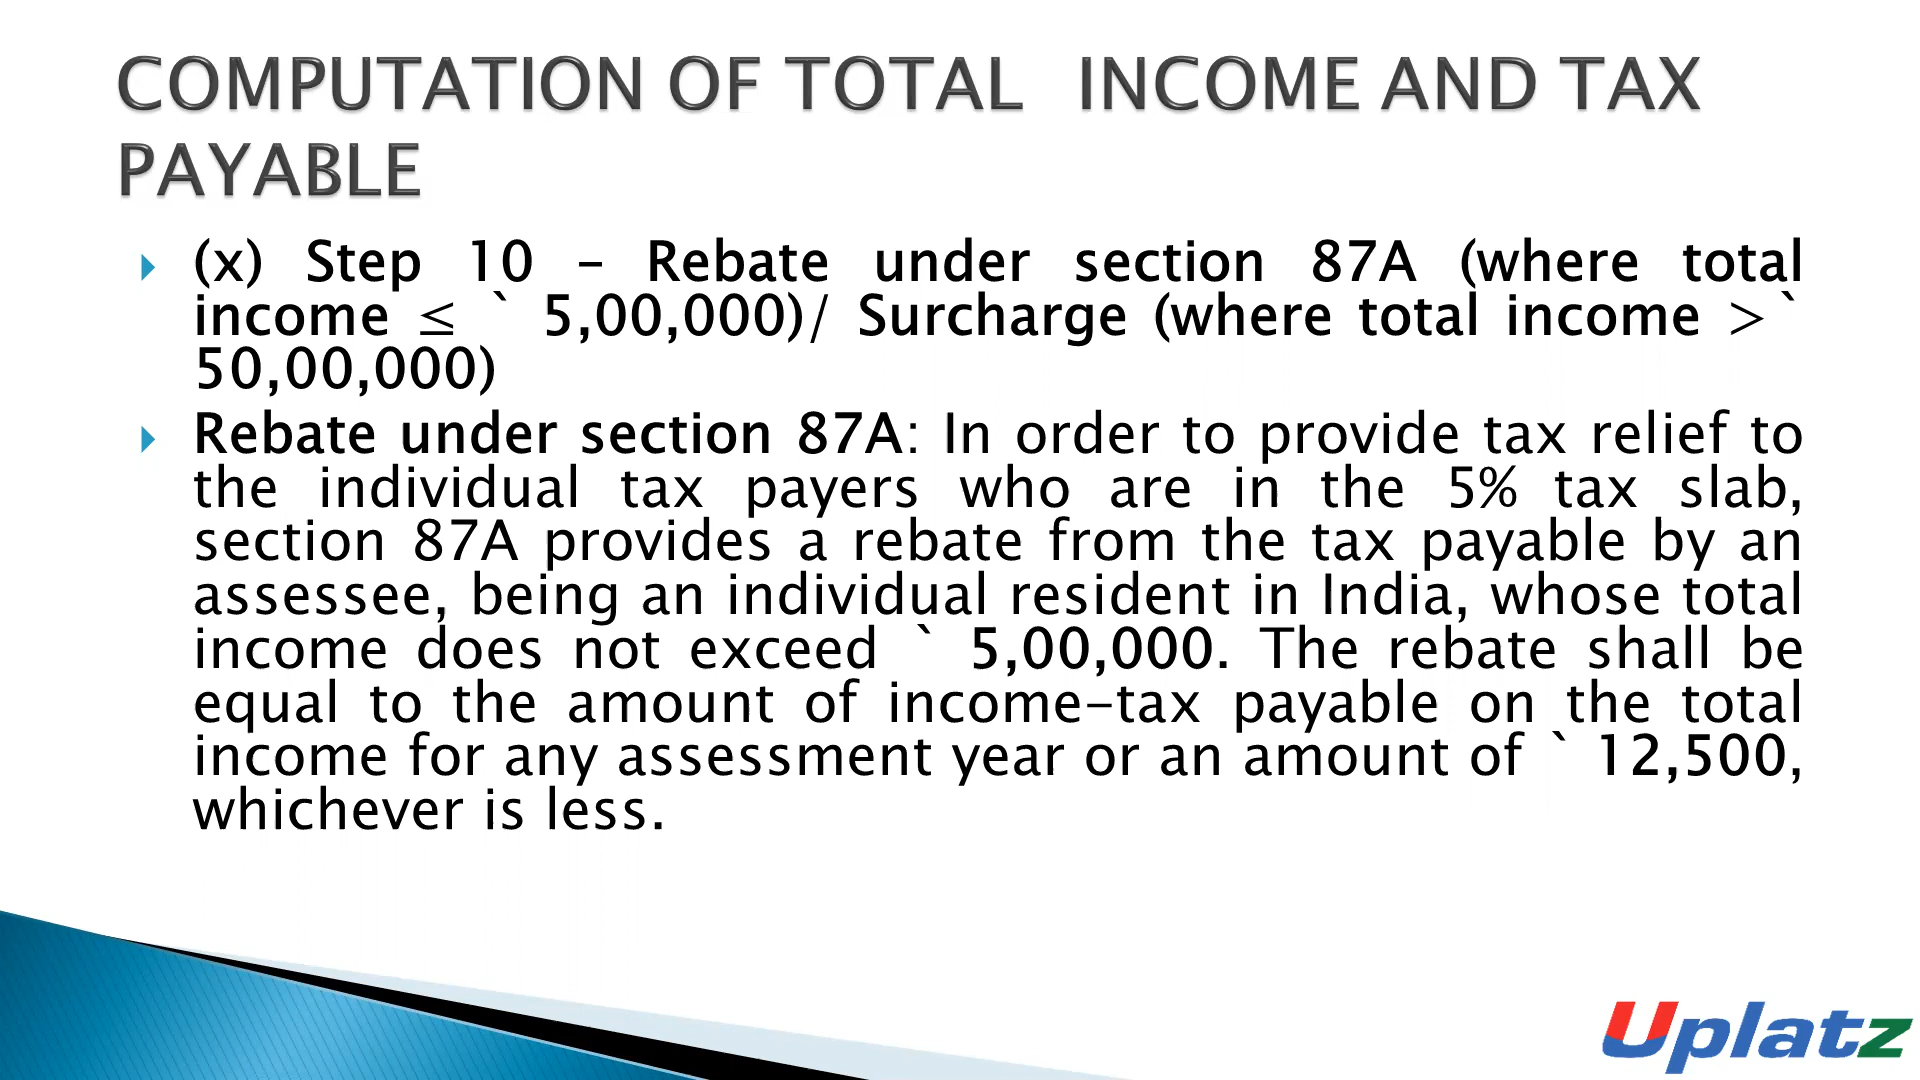 COMPUTATION OF TOTAL INCOME AND TAX
PAYABLE
(x) Step 10 – Rebate under section 87A (where total
income ≤ ` 5,00,000)/ Surcharge (where total income >`
50,00,000)
Rebate under section 87A: In order to provide tax relief to
the individual tax payers who are in the 5% tax slab,
section 87A provides a rebate from the tax payable by an
assessee, being an individual resident in India, whose total
income does not exceed ` 5,00,000. The rebate shall be
equal to the amount of income-tax payable on the total
income for any assessment year or an amount of ` 12,500,
whichever is less.
Uplatz